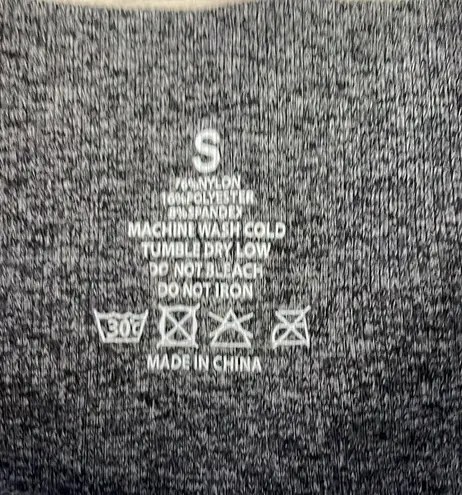 S
76%NYLON
16%POLYESTER
8%SPANDEX
MACHINE WASH COLD
TUMBLE DRY LOW
DO NOT BLEACH
DO NOT IRON
30℃
MADE IN CHINA